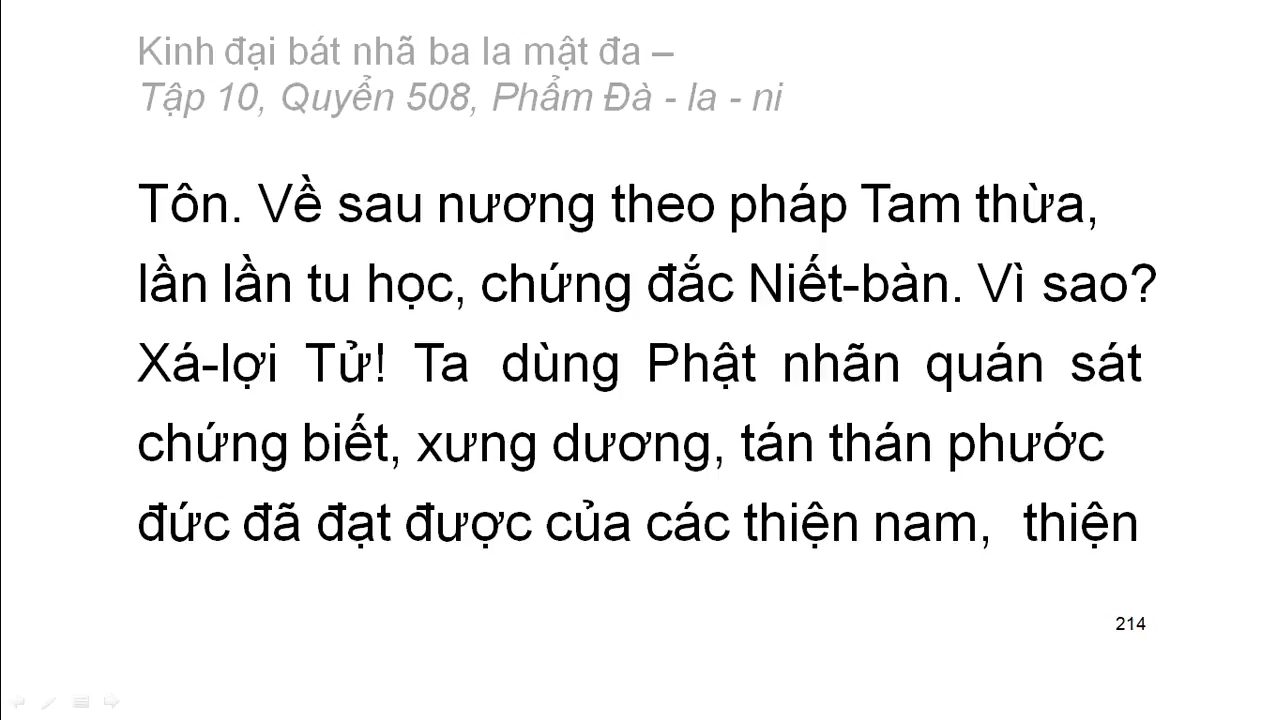 Kinh đại bát nhã ba la mật đa –
Tập 10, Quyển 508, Phẩm Đà - la - ni
Tôn. Về sau nương theo pháp Tam thừa,
lần lần tu học, chứng đắc Niết-bàn. Vì sao?
Xá-lợi Tử! Ta dùng Phật nhãn quán sát
chứng biết, xưng dương, tán thán phước
đức đã đạt được của các thiện nam, thiện
214